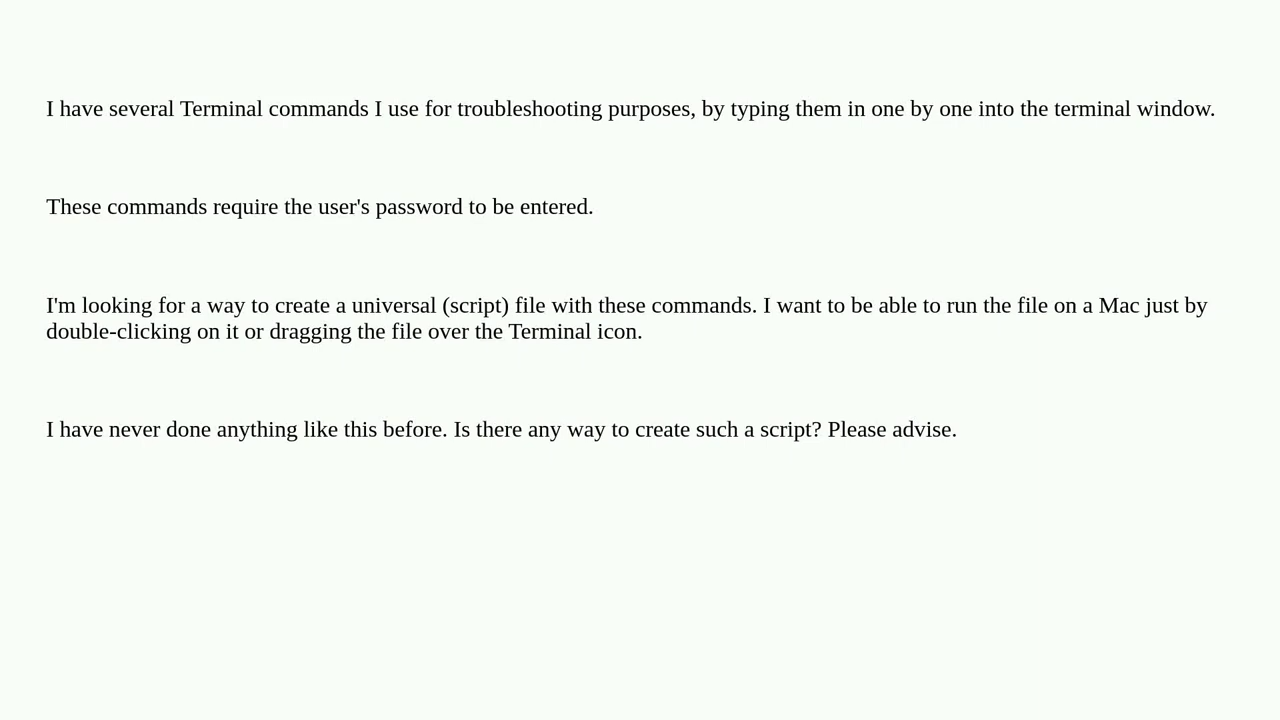 I have several Terminal commands I use for troubleshooting purposes, by typing them in one by one into the terminal window.
These commands require the user's password to be entered.
I'm looking for a way to create a universal (script) file with these commands. I want to be able to run the file on a Mac just by
double-clicking on it or dragging the file over the Terminal icon.
I have never done anything like this before. Is there any way to create such a script? Please advise.